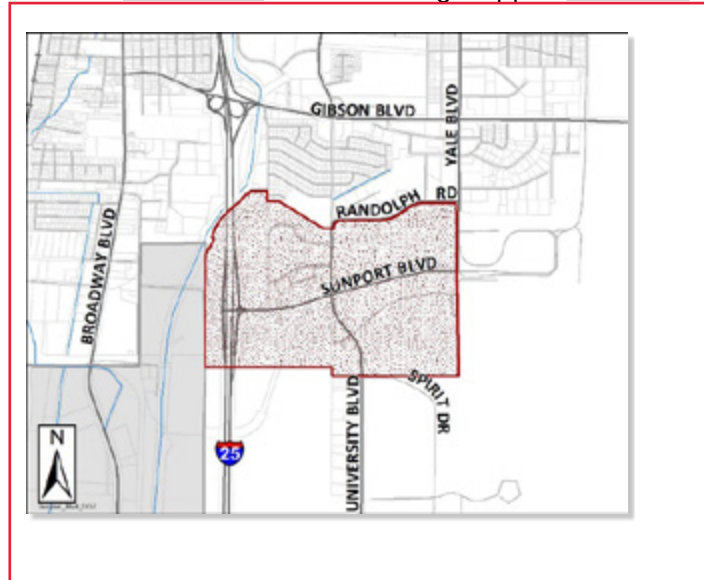 GIBSON BLVD
YALE BLVD
RANDOLPH RD
BROADWAY BLVD
SUNPORT BLVD
SPIRIT DR
UNIVERSITY BLVD
N
25